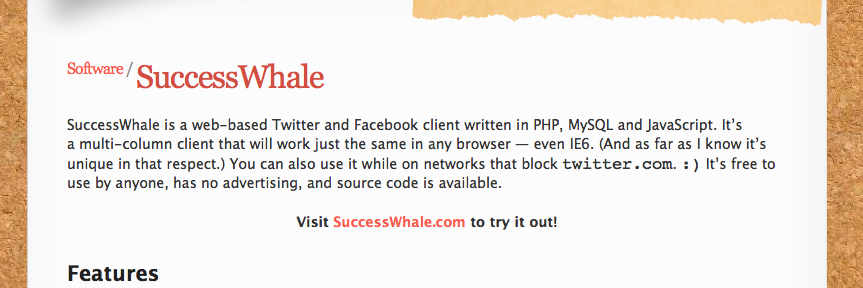 Software / SuccessWhale
SuccessWhale is a web-based Twitter and Facebook client written in PHP, MySQL and JavaScript. It’s
a multi-column client that will work just the same in any browser — even IE6. (And as far as I know it’s
unique in that respect.) You can also use it while on networks that block twitter.com. :) It’s free to
use by anyone, has no advertising, and source code is available.
Visit SuccessWhale.com to try it out!
Features